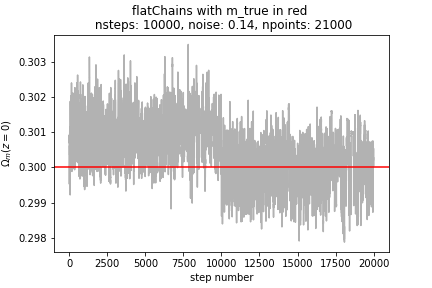 flatChains with m_true in red
nsteps: 10000, noise: 0.14, npoints: 21000
0.303
0.302
0.301
0.300
0.299
0.298
Ωm(z = 0)
0 2500 5000 7500 10000 12500 15000 17500 20000
step number